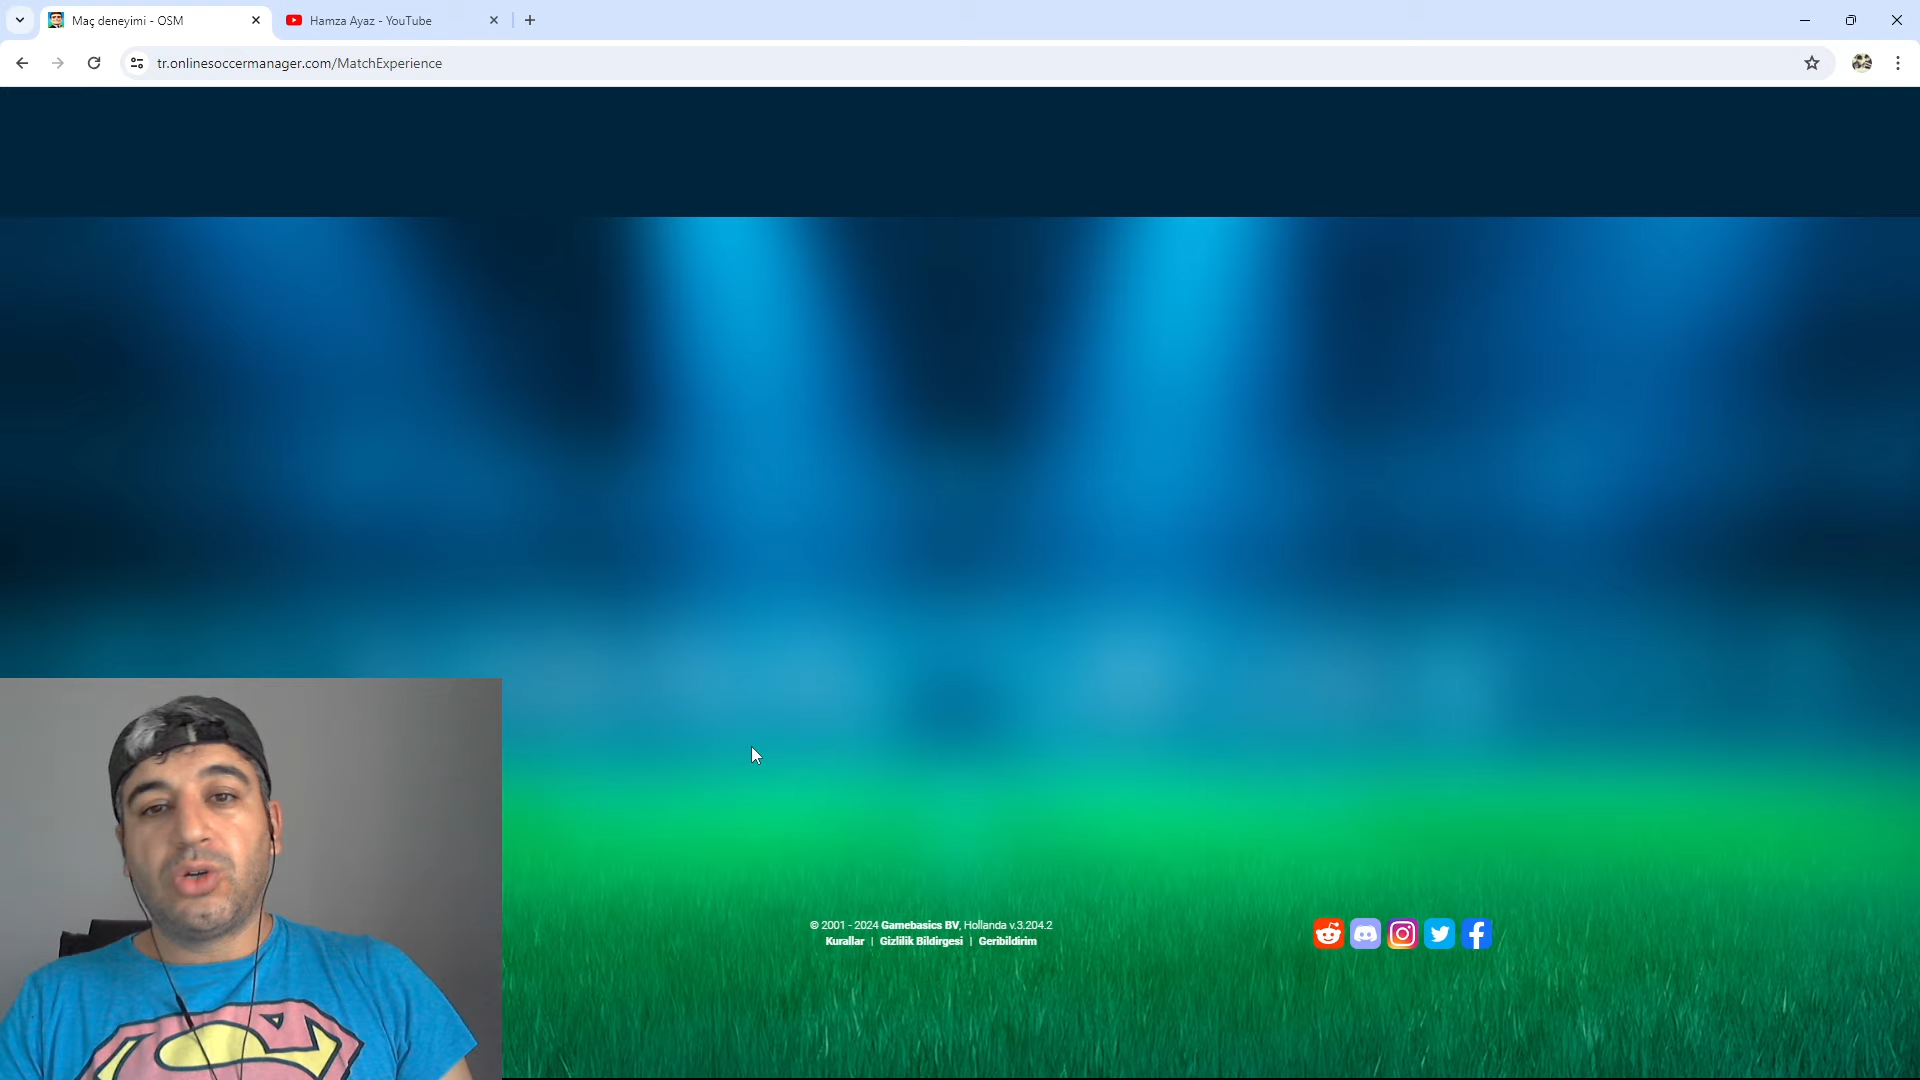 Maç deneyimi - OSM
Hamza Ayaz - YouTube
tr.onlinesoccermanager.com/MatchExperience
© 2001 - 2024 Gamebasics BV, Hollanda v.3.204.2
Kurallar | Gizlilik Bildirgesi | Geribildirim